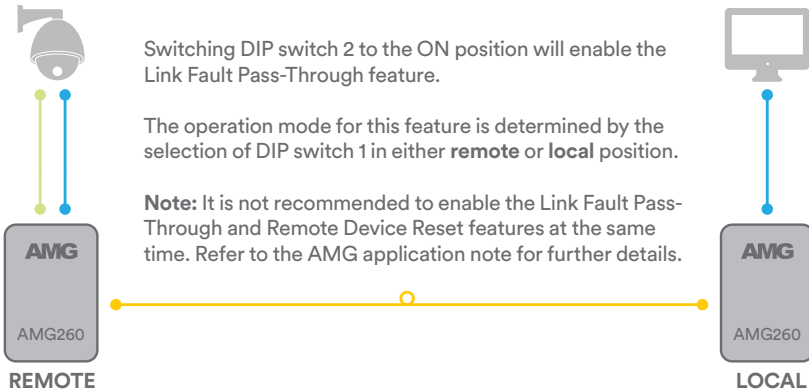 Switching DIP switch 2 to the ON position will enable the
Link Fault Pass-Through feature.
The operation mode for this feature is determined by the
selection of DIP switch 1 in either remote or local position.
Note: It is not recommended to enable the Link Fault Pass-
Through and Remote Device Reset features at the same
time. Refer to the AMG application note for further details.
AMG
AMG260
REMOTE
AMG
AMG260
LOCAL